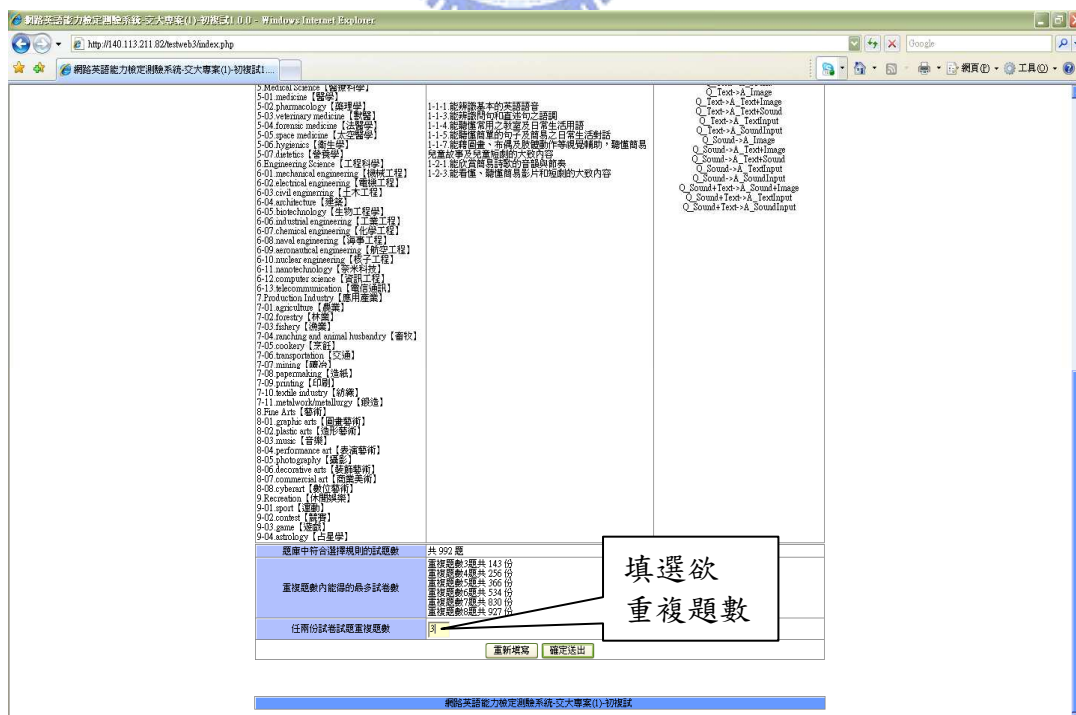 網路英語能力檢定測驗系統-交大專案(1)-初複試1.0.0 - Windows Internet Explorer
http://140.113.211.82/testweb3/index.php
Google
網路英語能力檢定測驗系統-交大專案(1)-初複試1....
網頁(P)
工具(O)
5.Medical Science【醫療科學】
5-01.medicine【醫學】
5-02.pharmacology【藥理學】
5-03.veterinary medicine【獸醫】
5-04.forensic medicine【法醫學】
5-05.space medicine【太空醫學】
5-06.hygienics【衛生學】
5-07.dietetics【營養學】
6.Engineering Science【工程科學】
6-01.mechanical engineering【機械工程】
6-02.electrical engineering【電機工程】
6-03.civil enginerring【土木工程】
6-04.architecture【建築】
6-05.biotechnology【生物工程學】
6-06.industrial engineering【工業工程】
6-07.chemical engineering【化學工程】
6-08.naval engineering【海事工程】
6-09.aeronautical engineering【航空工程】
6-10.nuclear engineering【核子工程】
6-11.nanotechnology【奈米科技】
6-12.computer science【資訊工程】
6-13.telecommunication【電信通訊】
7.Production Industry【應用產業】
7-01.agriculture【農業】
7-02.forestry【林業】
7-03.fishery【漁業】
7-04.ranching and animal husbandry【畜牧】
7-05.cookery【烹飪】
7-06.transportation【交通】
7-07.mining【礦冶】
7-08.papermaking【造紙】
7-09.printing【印刷】
7-10.textile industry【紡織】
7-11.metalwork/metallurgy【鍛造】
8.Fine Arts【藝術】
8-01.graphic arts【圖畫藝術】
8-02.plastic arts【造形藝術】
8-03.music【音樂】
8-04.performance art【表演藝術】
8-05.photography【攝影】
8-06.decorative arts【裝飾藝術】
8-07.commercial art【商業美術】
8-08.cyberart【數位藝術】
9.Recreation【休閒娛樂】
9-01.sport【運動】
9-02.contest【競賽】
9-03.game【遊戲】
9-04.astrology【占星學】
1-1-1.能辨識基本的英語語音
1-1-3.能辨識問句和直述句之語調
1-1-4.能聽懂常用之教室及日常生活用語
1-1-5.能聽懂簡單的句子及簡易之日常生活對話
1-1-7.能藉圖畫、布偶及肢體動作等視覺輔助，聽懂簡易
兒童故事及兒童短劇的大致內容
1-2-1.能欣賞簡易詩歌的音韻與節奏
1-2-3.能看懂、聽懂簡易影片和短劇的大致內容
Q_Text->A_Image
Q_Text->A_Text+Image
Q_Text->A_Text+Sound
Q_Text->A_TextInput
Q_Text->A_SoundInput
Q_Sound->A_Image
Q_Sound->A_Text+Image
Q_Sound->A_Text+Sound
Q_Sound->A_TextInput
Q_Sound->A_SoundInput
Q_Sound+Text->A_Sound+Image
Q_Sound+Text->A_TextInput
Q_Sound+Text->A_SoundInput
題庫中符合選擇規則的試題數
共 992 題
重複題數內能得的最多試卷數
重複題數3題共 143 份
重複題數4題共 256 份
重複題數5題共 366 份
重複題數6題共 534 份
重複題數7題共 830 份
重複題數8題共 927 份
任兩份試卷試題重複題數
3
填選欲
重複題數
重新填寫
確定送出
網路英語能力檢定測驗系統-交大專案(1)-初複試